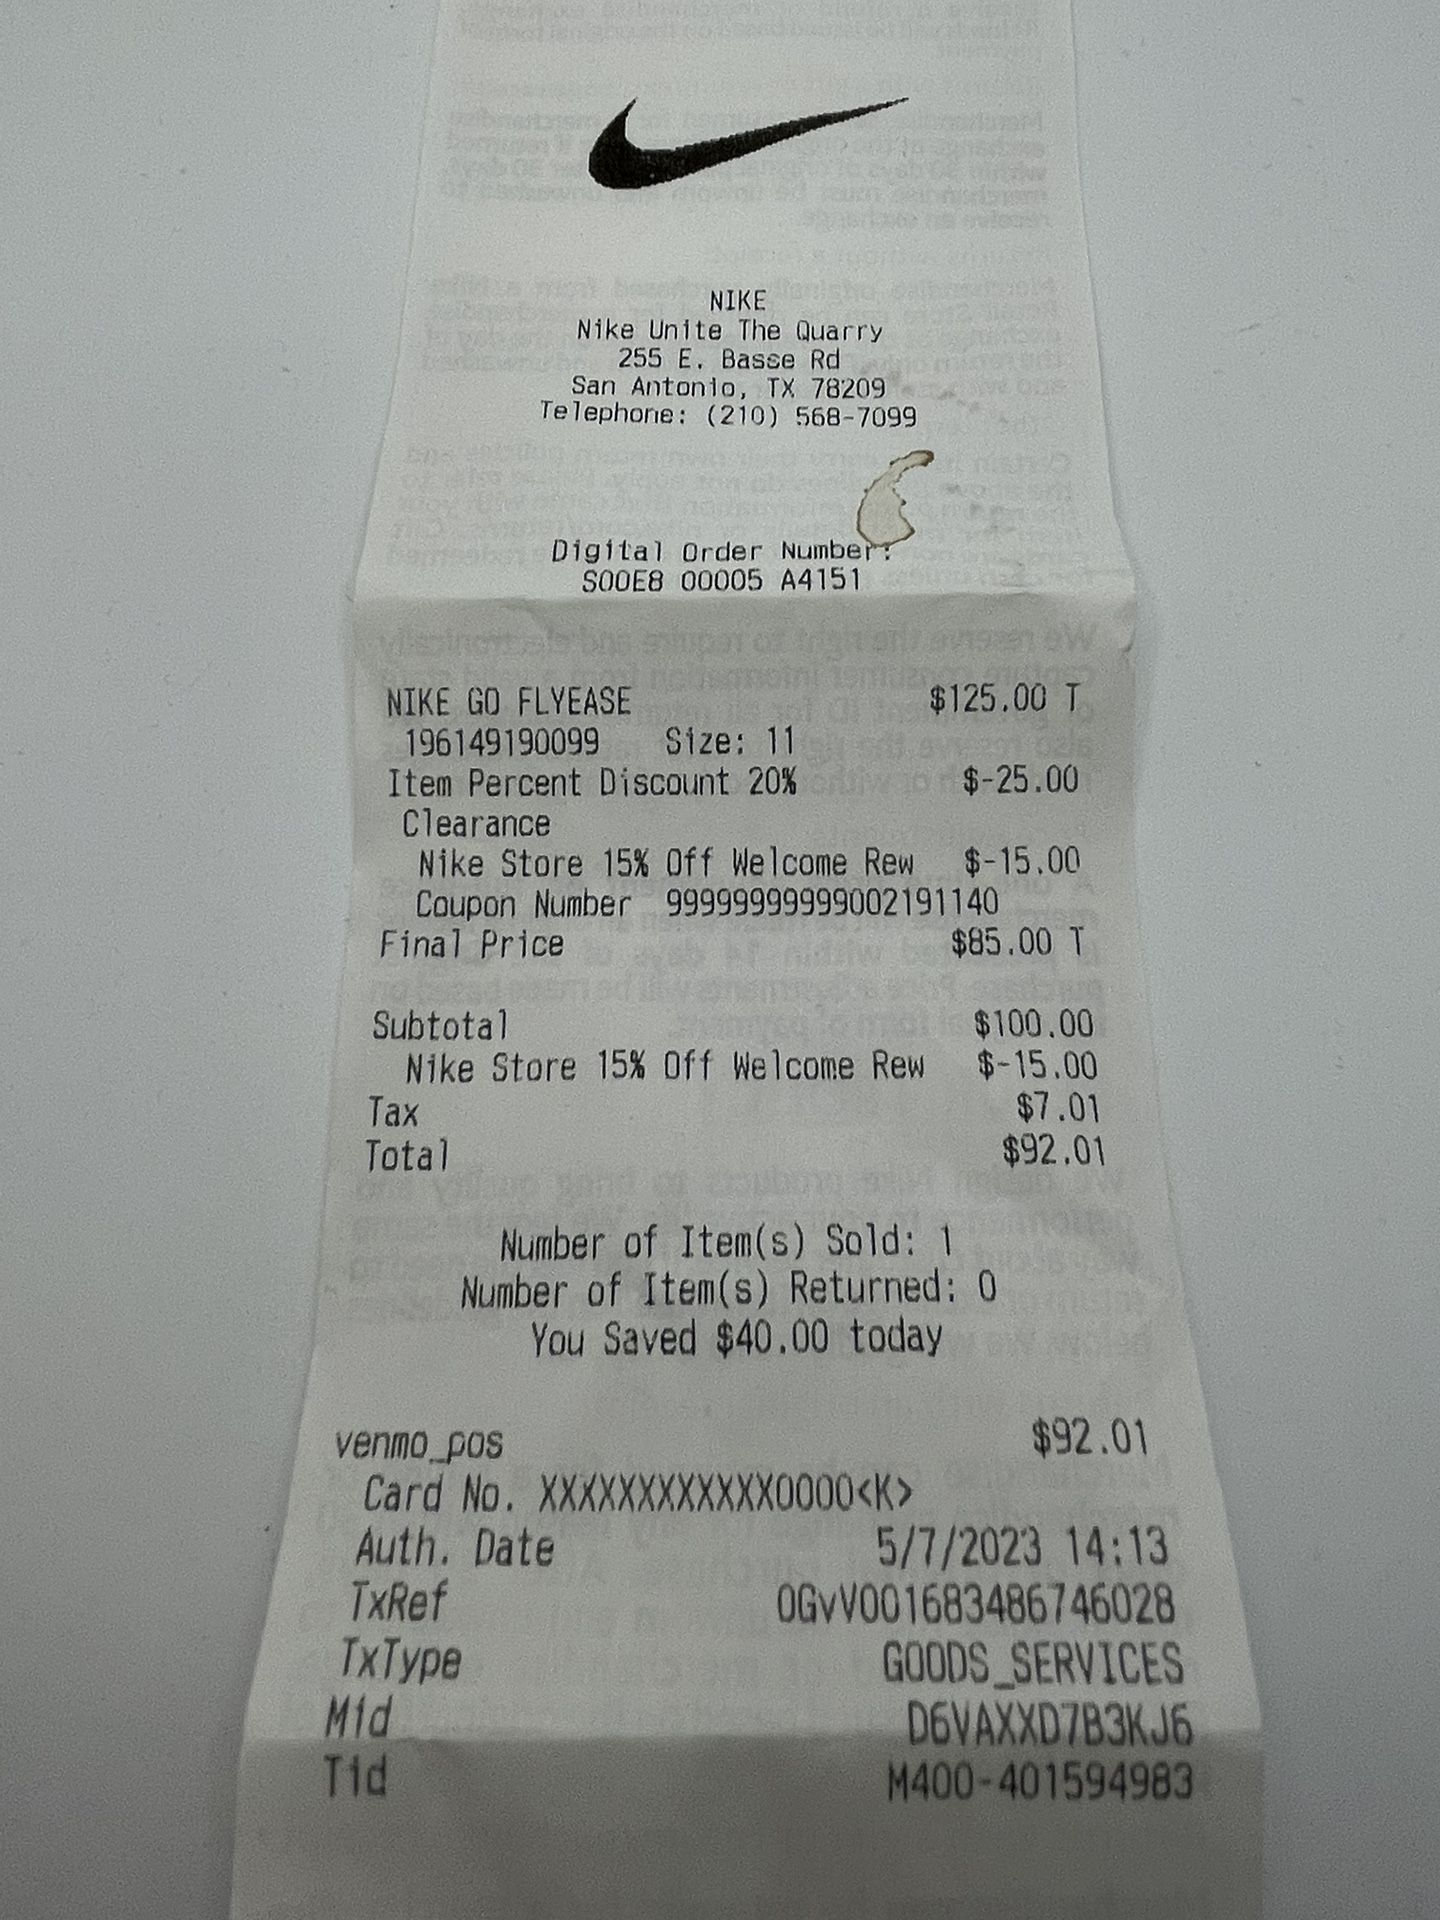 NIKE
Nike Unite The Quarry
255 E. Basse Rd
San Antonio, TX 78209
Telephone: (210) 568-7099
Digital Order Number:
S00E8 00005 A4151
NIKE GO FLYEASE $125.00 T
196149190099 Size: 11
Item Percent Discount 20% $-25.00
Clearance
Nike Store 15% Off Welcome Rew $-15.00
Coupon Number 99999999999002191140
Final Price $85.00 T
Subtotal $100.00
Nike Store 15% Off Welcome Rew $-15.00
Tax $7.01
Total $92.01
Number of Item(s) Sold: 1
Number of Item(s) Returned: 0
You Saved $40.00 today
venmo_pos $92.01
Card No. XXXXXXXXXXXX0000<K>
Auth. Date 5/7/2023 14:13
TxRef 0GvV001683486746028
TxType GOODS_SERVICES
Mid D6VAXXD7B3KJ6
Tid M400-401594983